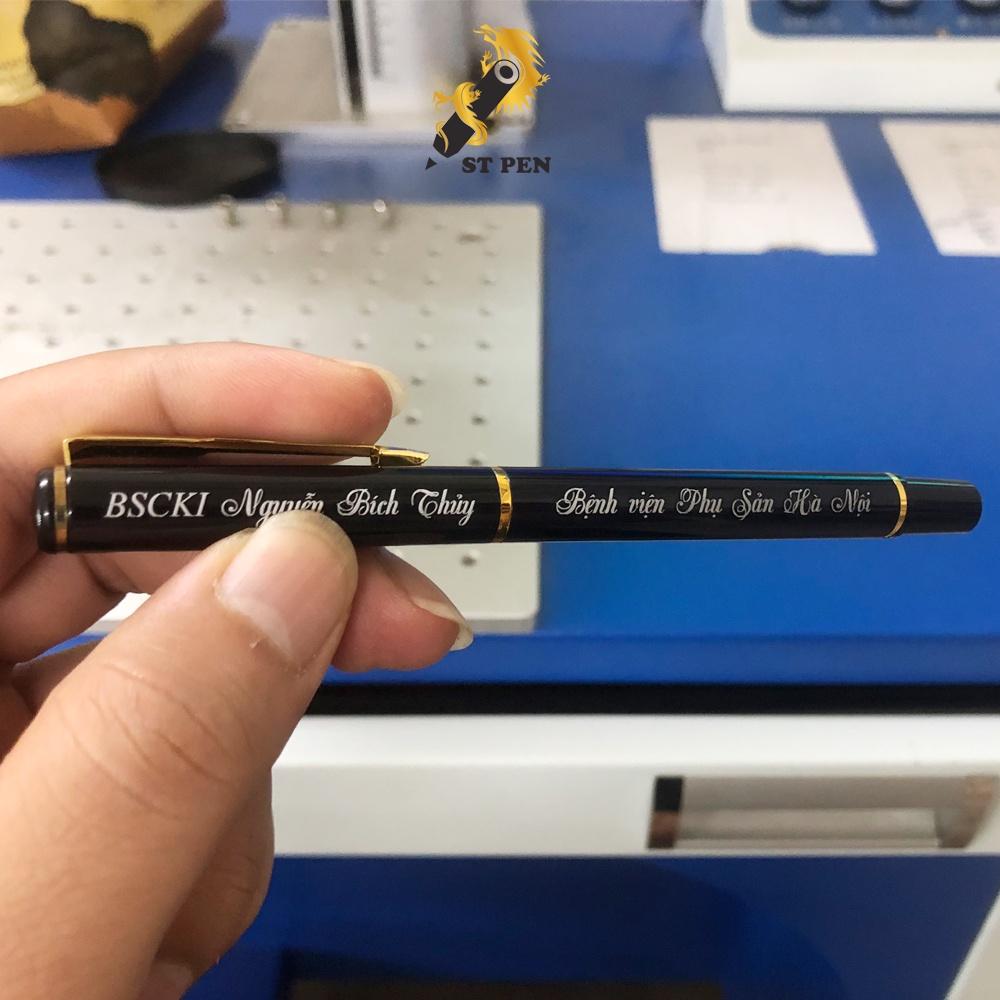 ST PEN
BSCKI Nguyễn Bích Thủy
Bệnh viện Phụ Sản Hà Nội